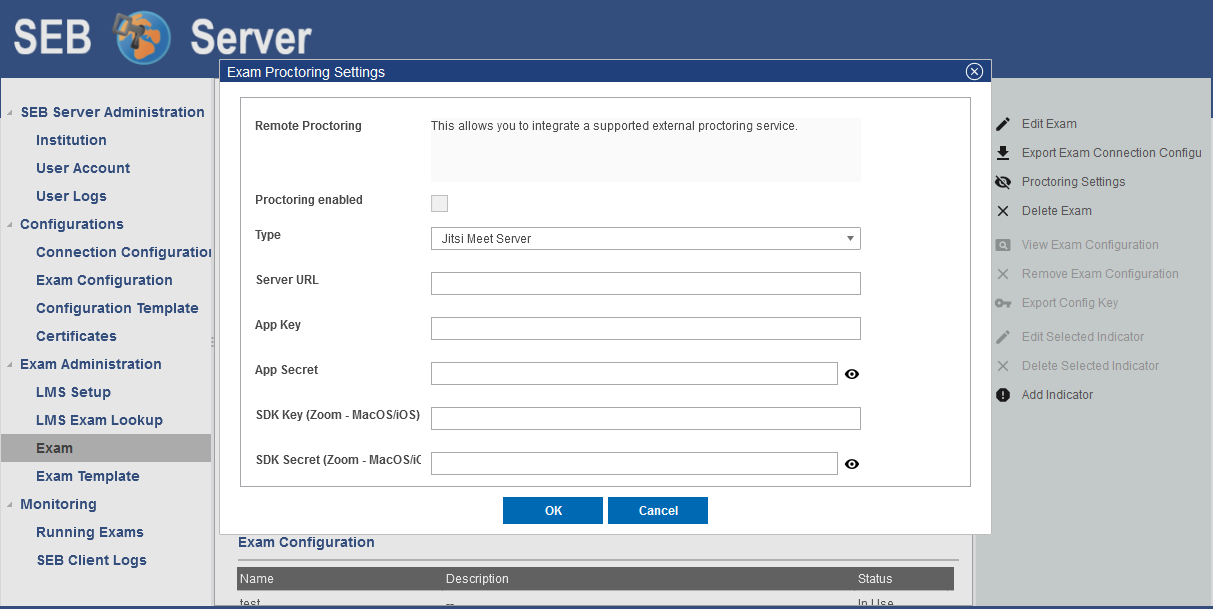 SEB Server
Exam Proctoring Settings
SEB Server Administration
Institution
User Account
User Logs
Configurations
Connection Configuration
Exam Configuration
Configuration Template
Certificates
Exam Administration
LMS Setup
LMS Exam Lookup
Exam
Exam Template
Monitoring
Running Exams
SEB Client Logs
Remote Proctoring
This allows you to integrate a supported external proctoring service.
Proctoring enabled
Type
Jitsi Meet Server
Server URL
App Key
App Secret
SDK Key (Zoom - MacOS/iOS)
SDK Secret (Zoom - MacOS/iO
OK Cancel
Exam Configuration
Name Description Status
test -- In Use
Edit Exam
Export Exam Connection Configu
Proctoring Settings
Delete Exam
View Exam Configuration
Remove Exam Configuration
Export Config Key
Edit Selected Indicator
Delete Selected Indicator
Add Indicator